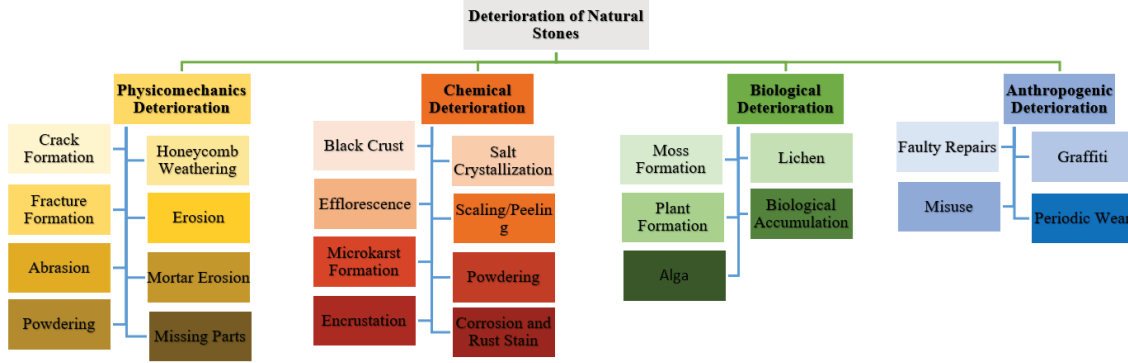 Deterioration of Natural
Stones
Physicomechanics
Deterioration
Crack
Formation
Honeycomb
Weathering
Fracture
Formation
Erosion
Abrasion
Mortar Erosion
Powdering
Missing Parts
Chemical
Deterioration
Black Crust
Salt
Crystallization
Efflorescence
Scaling/Peelin
g
Microkarst
Formation
Powdering
Encrustation
Corrosion and
Rust Stain
Biological
Deterioration
Moss
Formation
Lichen
Plant
Formation
Biological
Accumulation
Alga
Anthropogenic
Deterioration
Faulty Repairs
Graffiti
Misuse
Periodic Wear